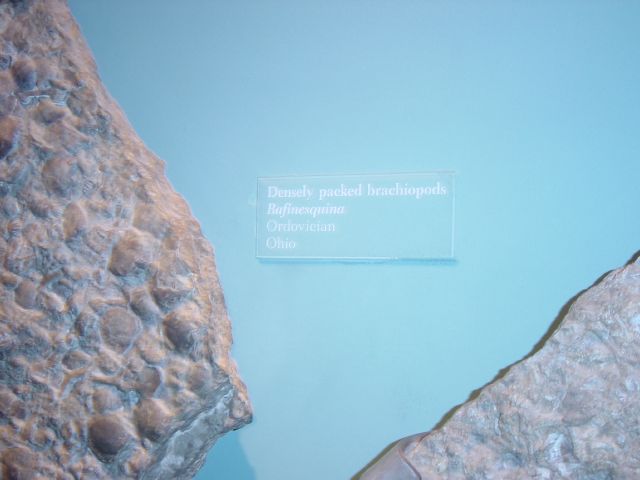 Densely packed brachiopods
Rafinesquina
Ordovician
Ohio